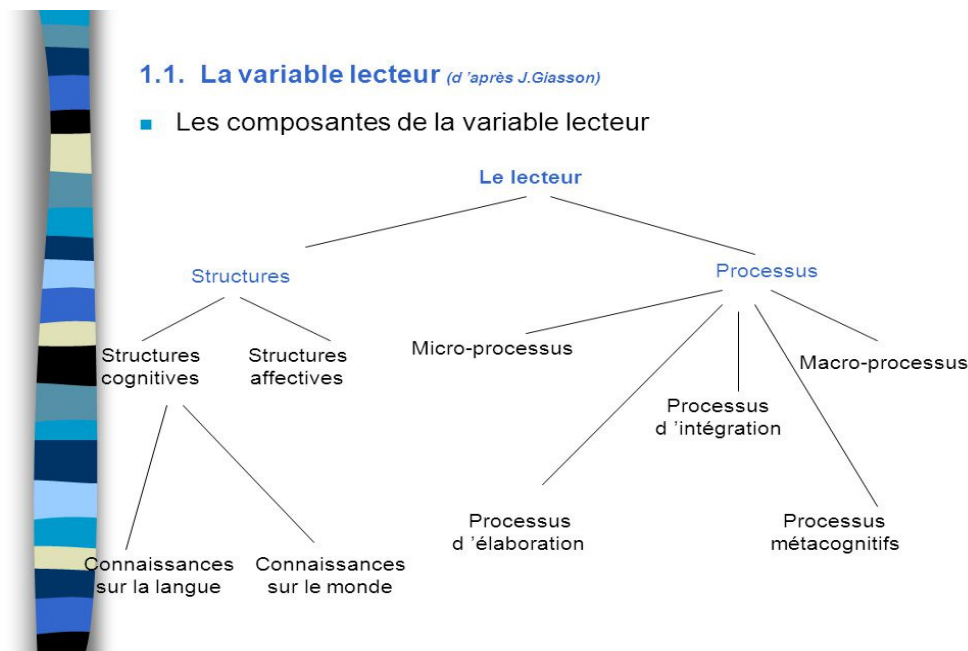 1.1. La variable lecteur (d ’après J.Giasson)
Les composantes de la variable lecteur
Le lecteur
Structures
Processus
Structures
cognitives
Structures
affectives
Micro-processus
Macro-processus
Processus
d ’intégration
Processus
d ’élaboration
Processus
métacognitifs
Connaissances
sur la langue
Connaissances
sur le monde